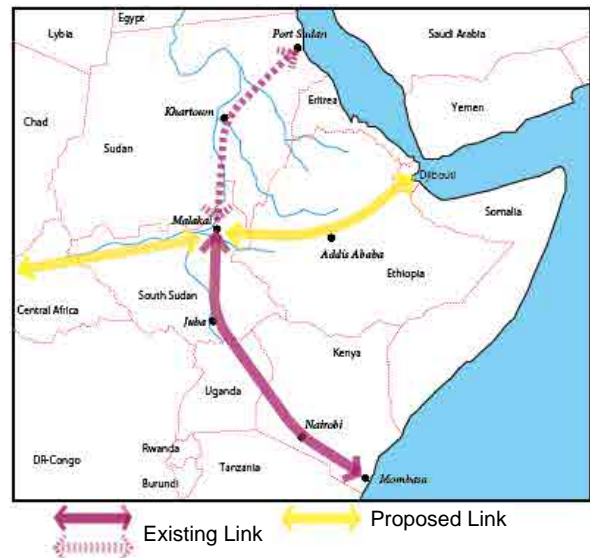 Egypt
Lybia
Port Sudan
Saudi Arabia
Eritrea
Yemen
Chad
Khartoum
Sudan
Djibouti
Somalia
Malakal
Addis Ababa
Ethiopia
Central Africa
South Sudan
Juba
Kenya
Uganda
Nairobi
DR-Congo
Rwanda
Tanzania
Burundi
Mombasa
Existing Link
Proposed Link